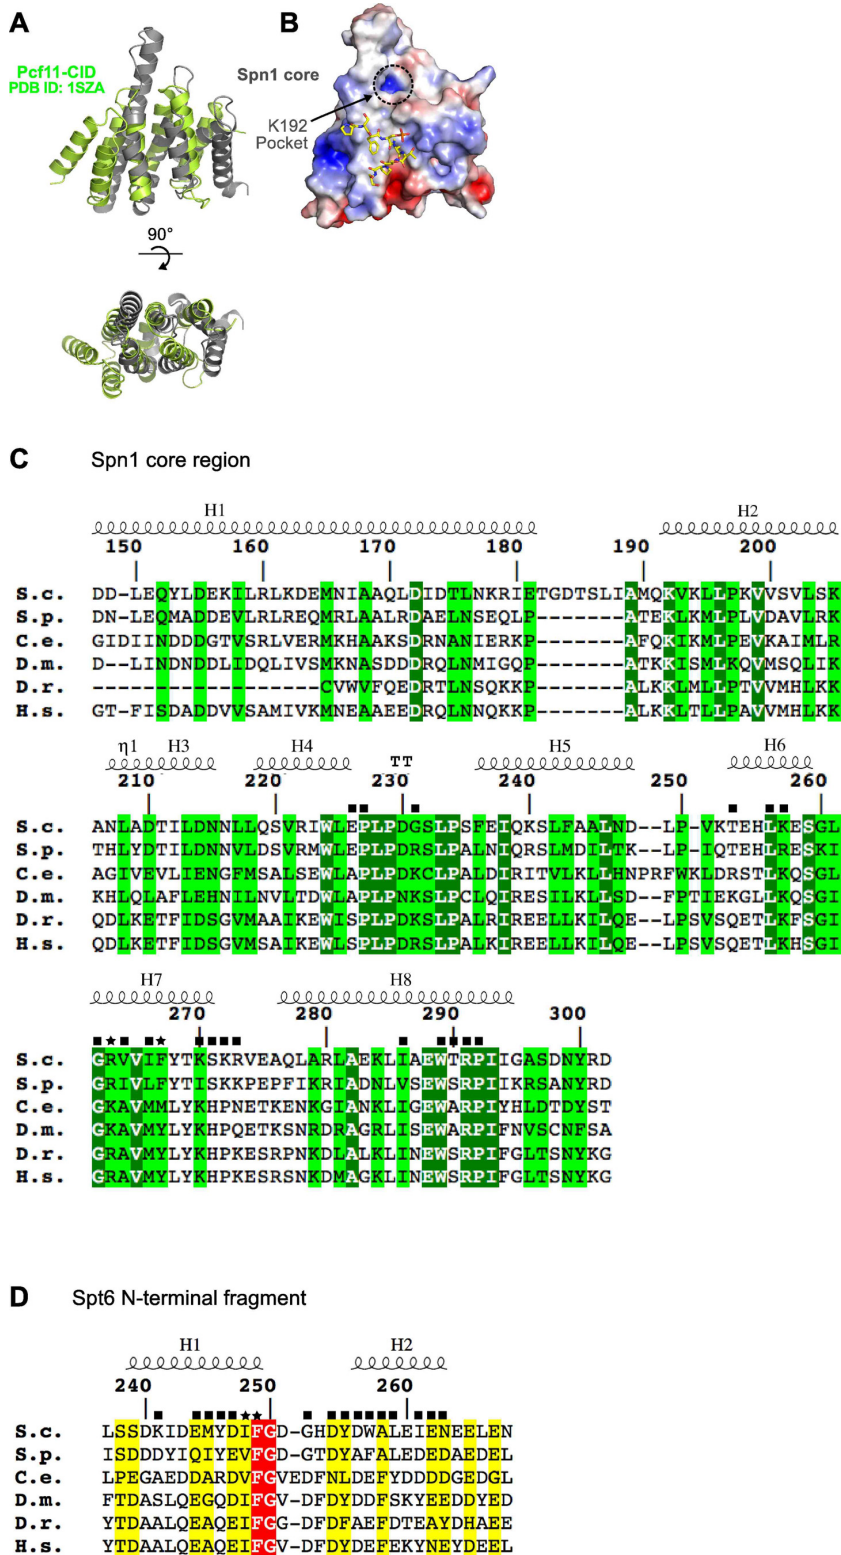 A
B
Pcf11-CID
PDB ID: 1SZA
Spn1 core
K192
Pocket
90°
C
Spn1 core region
H1 H2
150 160 170 180 190 200
S.c. DD-LEQYLDEKILRLKDEMNIAAQLDIDTLNKRIETGDTSLIAMQKVKLLPKVVSVLSK
S.p. DN-LEQMADDEVLRLREQMRLAALRDAELNSEQLP-------ATEKLKMLPLVDAVLRK
C.e. GIDIINDDDGTVSRLVERMKHAAKSDRNANIERKP-------AFQKIKMLPEVKAIMLR
D.m. D--LINDNDDLIDQLIVSMKNASDDDRQLNMIGQP-------ATKKISMLKQVMSQLIK
D.r. ------------------CVWVFQEDRTLNSQKKP-------ALKKLMLLPTVVMHLKK
H.s. GT-FISDADDVVSAMIVKMNEAAEEDRQLNNQKKP-------ALKKLTLLPAVVMHLKK
η1 H3 H4 TT H5 H6
210 220 230 240 250 260
S.c. ANLADTILDNNLLQSVRIWLEPLPDGSLPSFEIQKSLFAALND--LP-VKTEHLKESGL
S.p. THLYDTILDNNVLDSVRMWLEPLPDRSLPALNIQRSLMDILTK--LP-IQTEHLRESKI
C.e. AGIVEVLIENGFMSALSEWLAPLPDKCLPALDIRITVLKLLHNPRFWKLDRSTLKQSGL
D.m. KHLQLAFLEHNILNVLTDWLAPLPNKSLPCLQIRESILKLLSD--FPTIEKGLLKQSGI
D.r. QDLKETFIDSGVMAAIKEWISPLPDRSLPALRIREELLKILQE--LPSVSQETLKFSGI
H.s. QDLKETFIDSGVMSAIKEWLSPLPDRSLPALKIREELLKILQE--LPSVSQETLKHSGI
H7 H8
270 280 290 300
S.c. GRVVIFYTKSKRVEAQLARLAEKLIAEWTRPIIGASDNYRD
S.p. GRIVLFYTISKKPEPFIKRIADNLVSEWSRPIIKRSANYRD
C.e. GKAVMMLYKHPNETKENKGIANKLIGEWARPIYHLDTDYST
D.m. GKAVMYLYKHPQETKSNRDRAGRLISEWARPIFNVSCNFSA
D.r. GRAVMYLYKHPKESRPNKDLALKLINEWSRPIFGLTSNYKG
H.s. GRAVMYLYKHPKESRSNKDMAGKLINEWSRPIFGLTSNYKG
D
Spt6 N-terminal fragment
H1 H2
240 250 260
S.c. LSSDKIDEMYDIFGD-GHDYDWALEIENEELEN
S.p. ISDDDYIQIYEVFGD-GTDYAFALEDEDAEDEL
C.e. LPEGAEDDARDVFGVEDFNLDEFYDDDDGEDGL
D.m. FTDASLQEGQDIFGV-DFDYDDFSKYEEDDYED
D.r. YTDAALQEAQEIFGG-DFDFAEFDTEAYDHAEE
H.s. YTDAALQEAQEIFGV-DFDYDEFEKYNEYDEEL